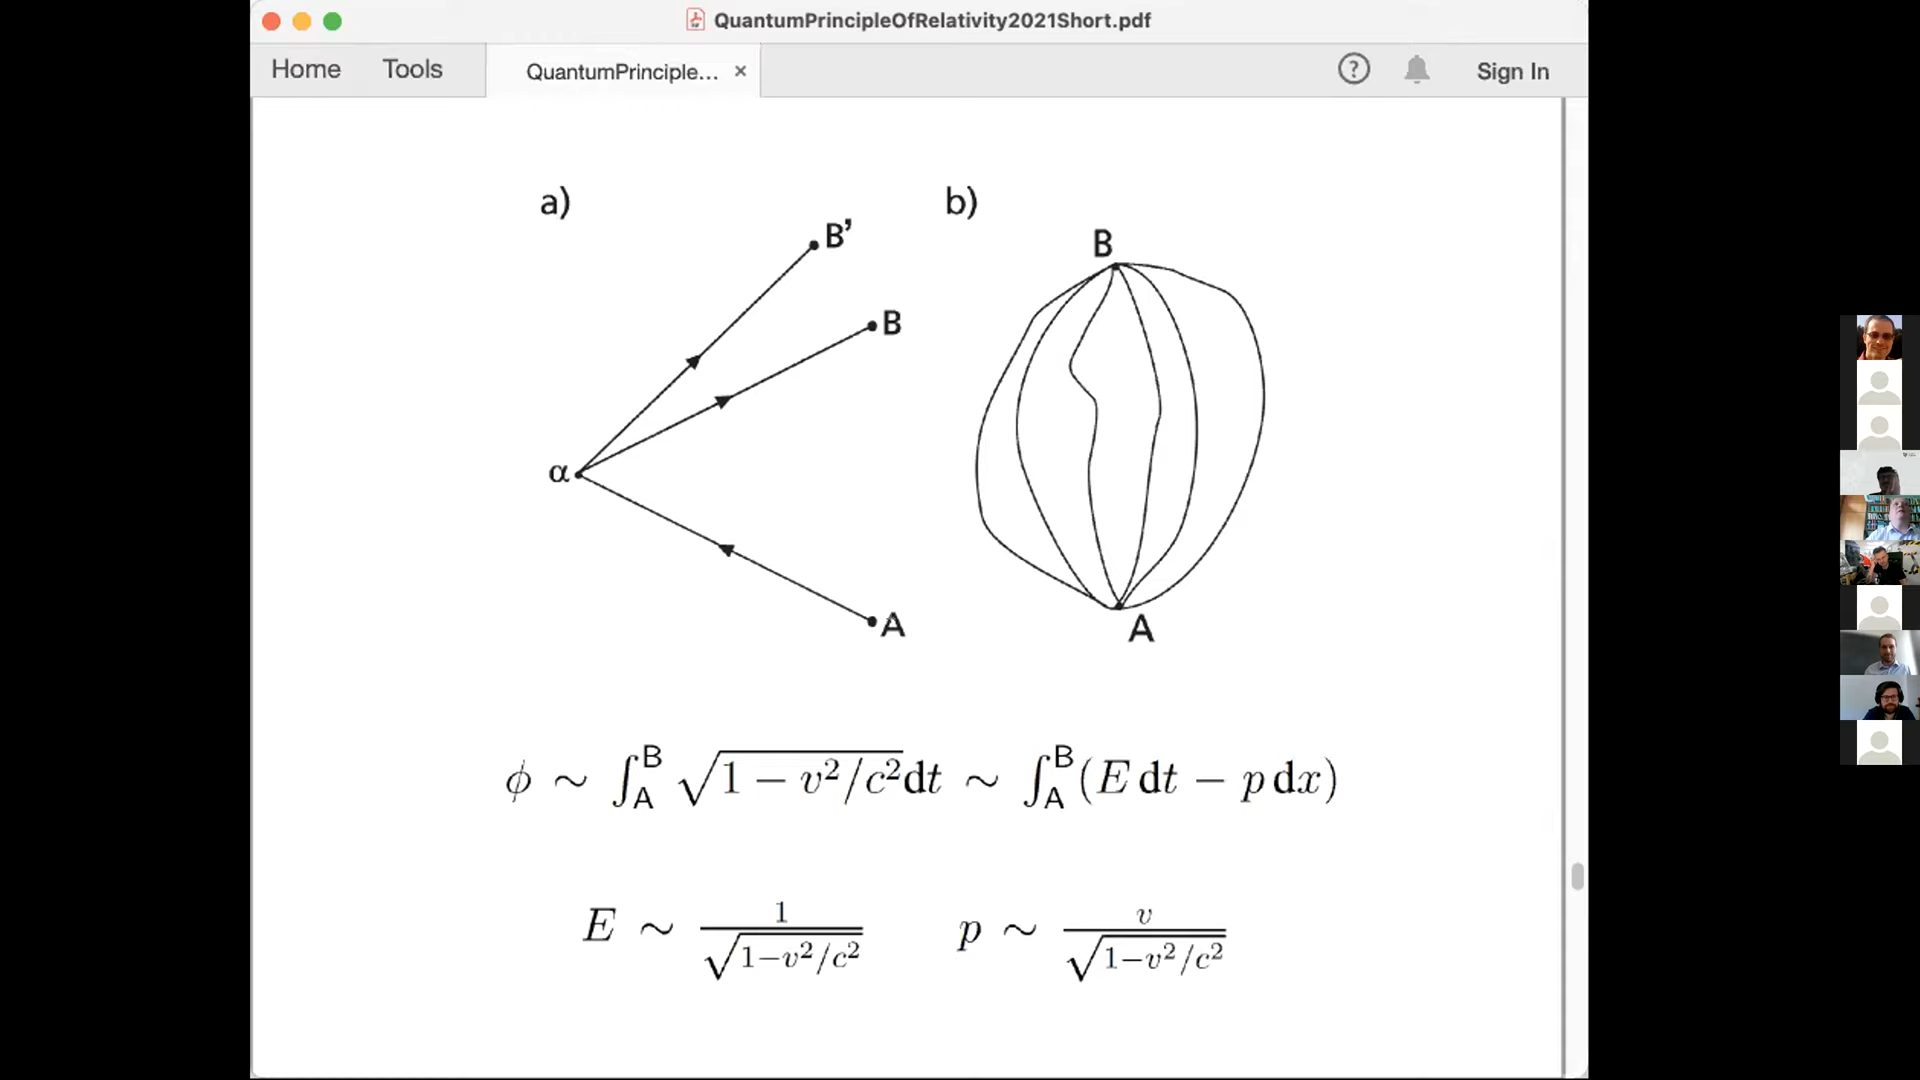 QuantumPrincipleOfRelativity2021Short.pdf
Home Tools QuantumPrinciple... × ? Sign In
a) b)
B'
B
B
α
A
A
ϕ ∼ ∫_A^B √(1 − v²/c²) dt ∼ ∫_A^B (E dt − p dx)
E ∼ 1/√(1−v²/c²) p ∼ v/√(1−v²/c²)